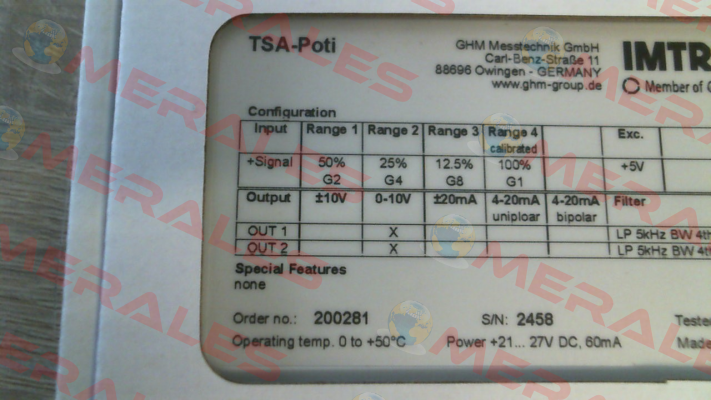 TSA-Poti
GHM Messtechnik GmbH
Carl-Benz-Straße 11
88696 Owingen - GERMANY
www.ghm-group.de
IMTR
Member of
Configuration
Input Range 1 Range 2 Range 3 Range 4 Exc.
calibrated
+Signal 50% 25% 12.5% 100% +5V
G2 G4 G8 G1
Output ±10V 0-10V ±20mA 4-20mA 4-20mA Filter
uniploar bipolar
OUT 1 X LP 5kHz BW 4th
OUT 2 X LP 5kHz BW 4th
Special Features
none
Order no.: 200281 S/N: 2458 Teste
Operating temp. 0 to +50°C Power +21... 27V DC, 60mA Made
MERALES